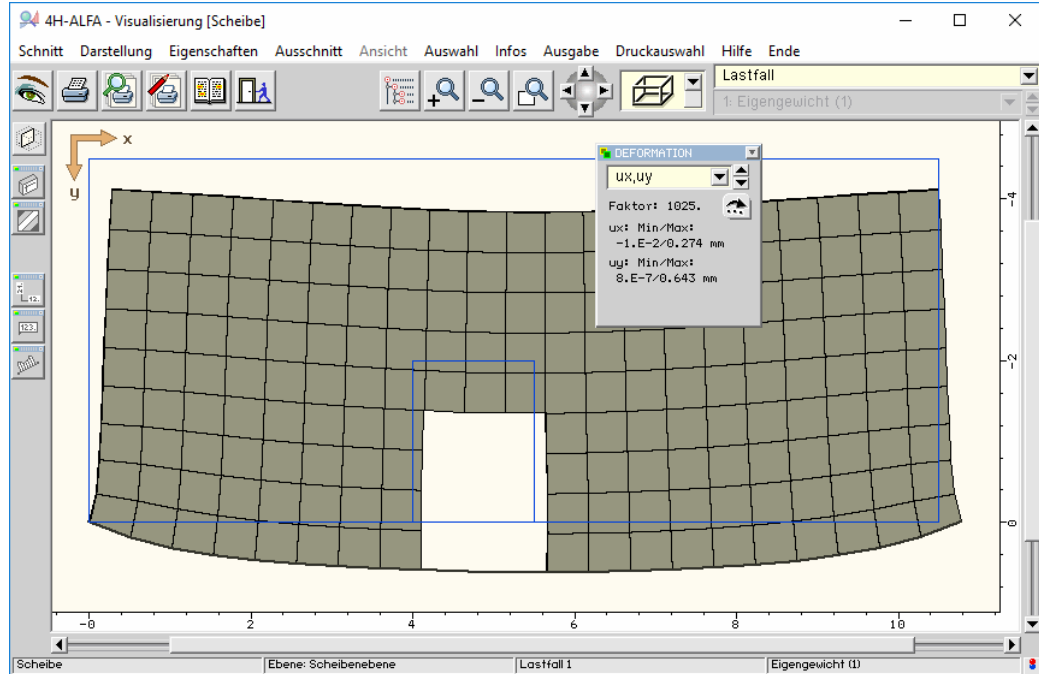 4H-ALFA - Visualisierung [Scheibe]
Schnitt Darstellung Eigenschaften Ausschnitt Ansicht Auswahl Infos Ausgabe Druckauswahl Hilfe Ende
Lastfall
1: Eigengewicht (1)
x
y
DEFORMATION
ux,uy
Faktor: 1025.
ux: Min/Max:
-1.E-2/0.274 mm
uy: Min/Max:
8.E-7/0.643 mm
-4
-2
0
12.
123.
-0 2 4 6 8 10
Scheibe Ebene: Scheibenebene Lastfall 1 Eigengewicht (1)